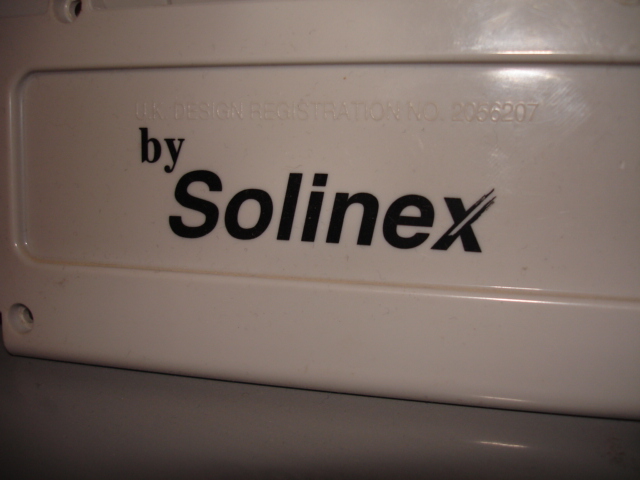 U.K. DESIGN REGISTRATION NO. 2066207
by
Solinex